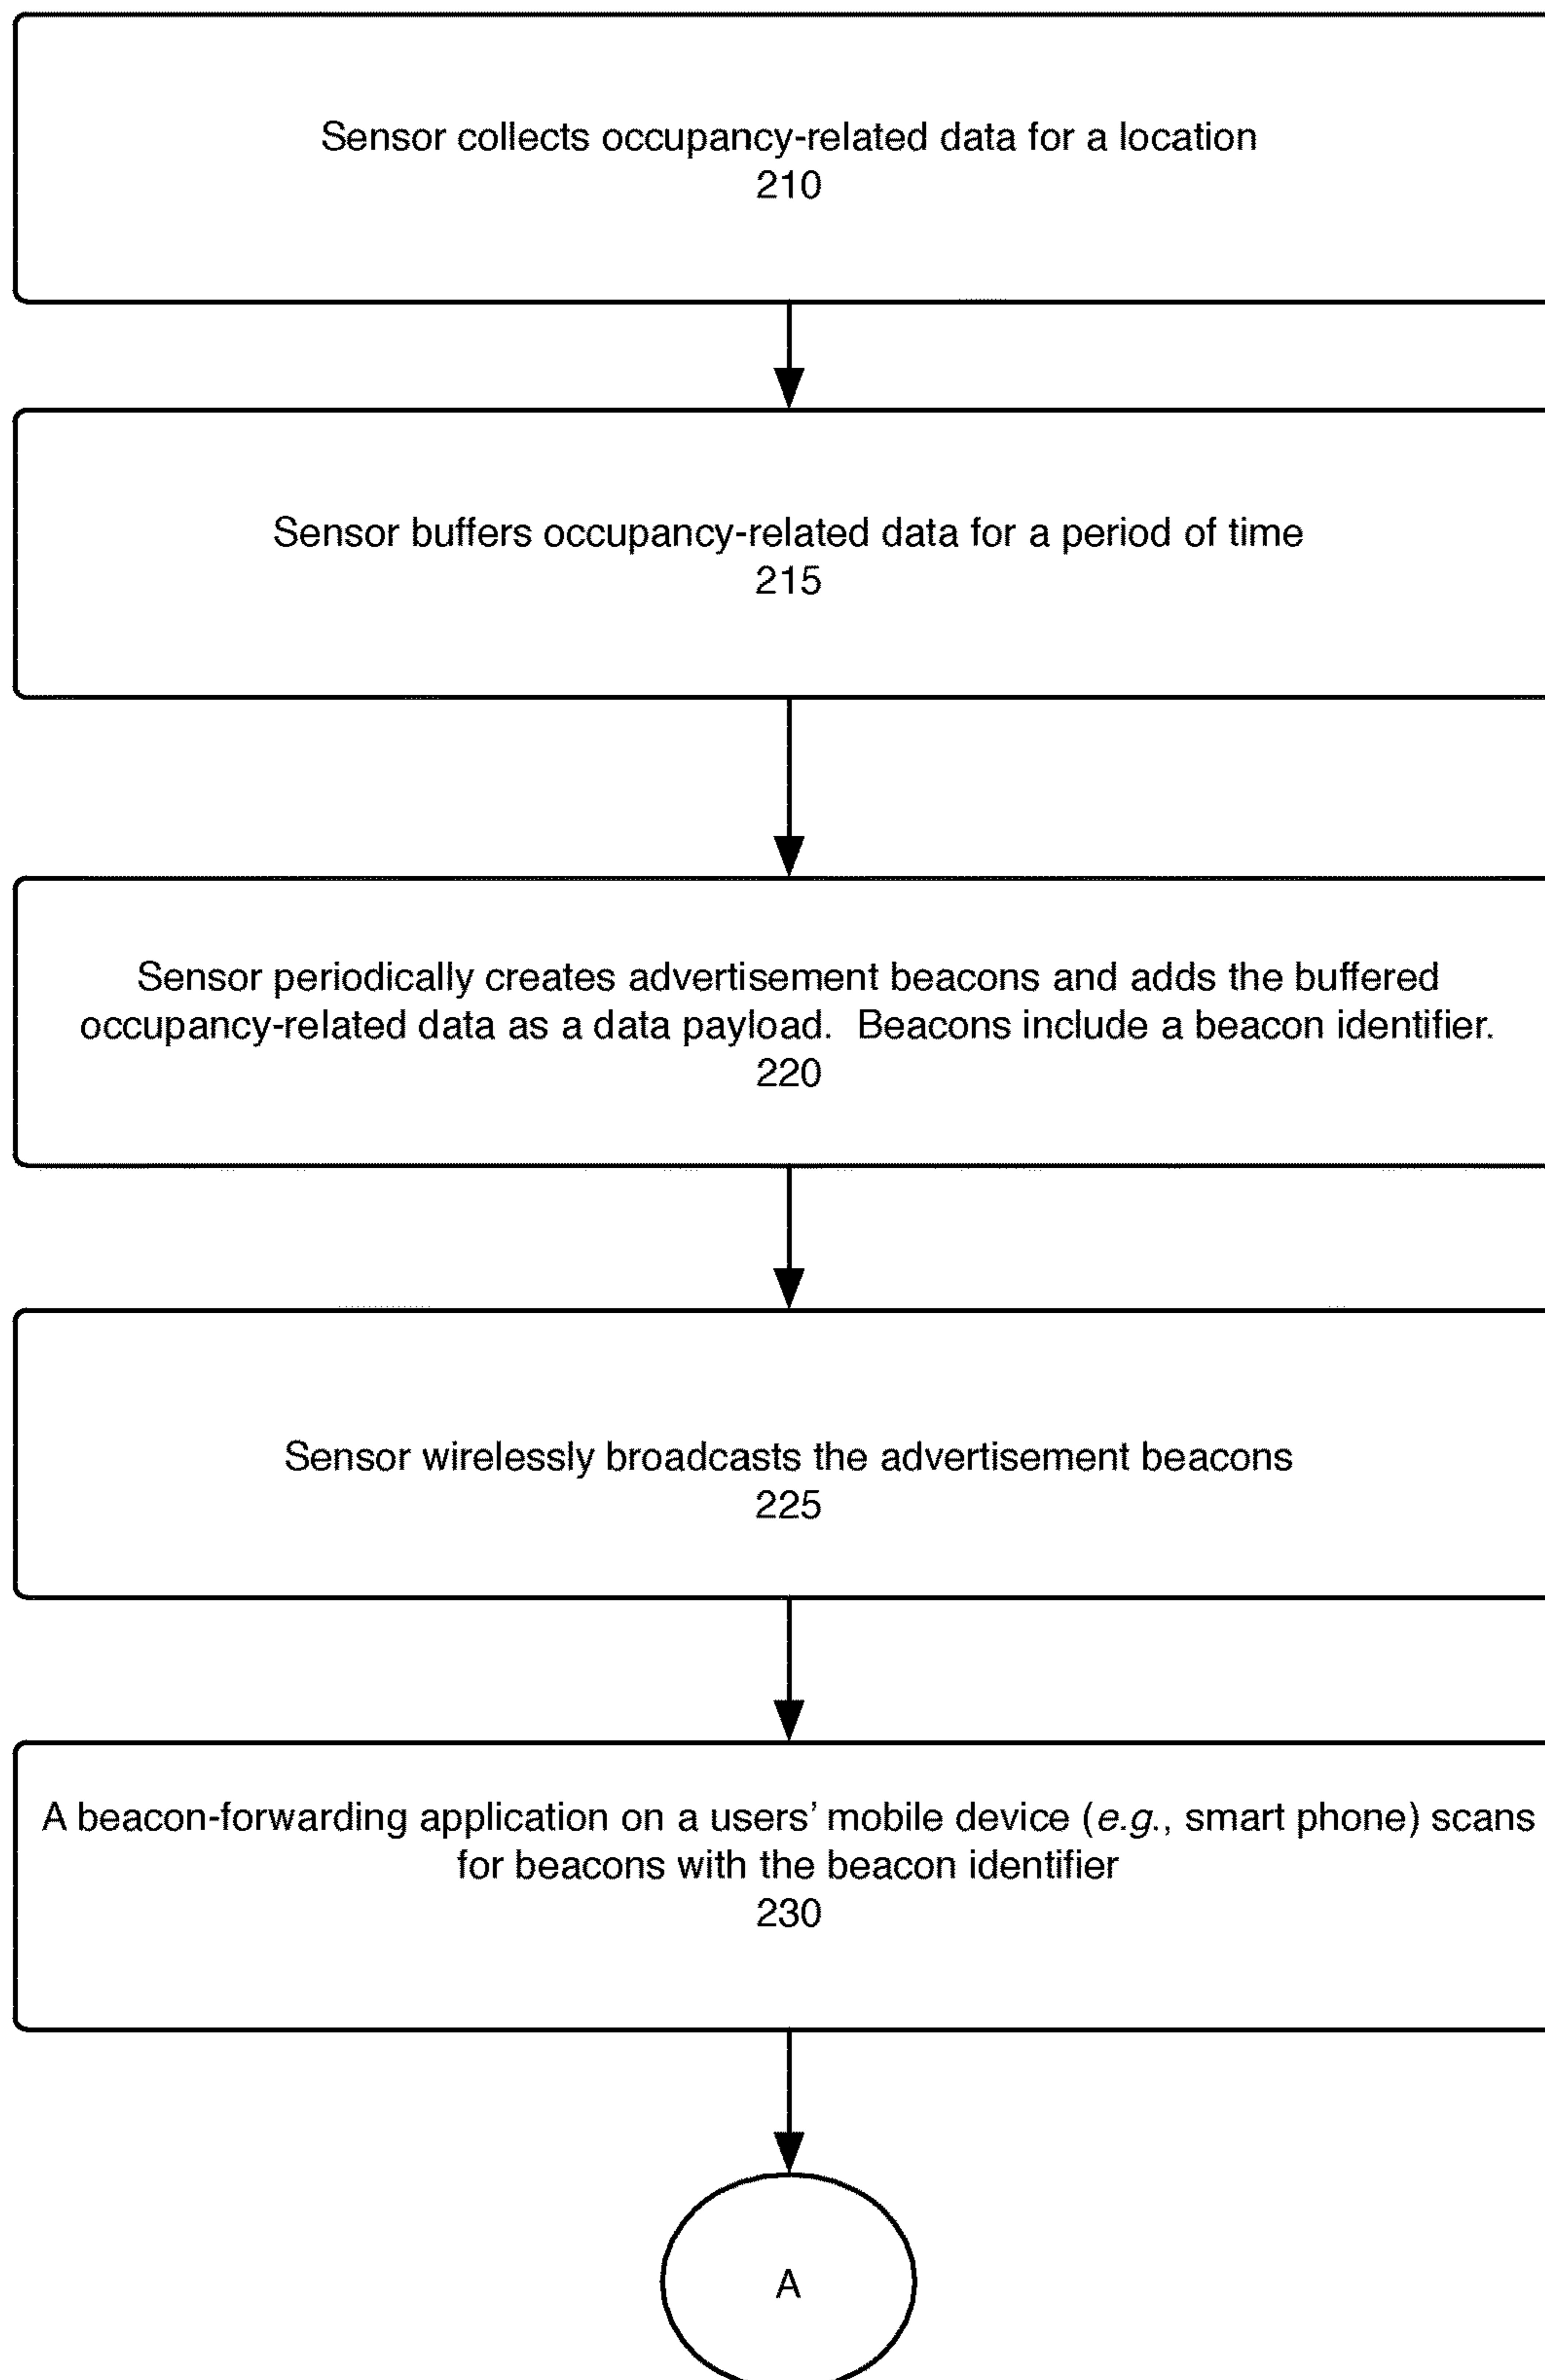 Sensor collects occupancy-related data for a location
210
Sensor buffers occupancy-related data for a period of time
215
Sensor periodically creates advertisement beacons and adds the buffered
occupancy-related data as a data payload.  Beacons include a beacon identifier.
220
Sensor wirelessly broadcasts the advertisement beacons
225
A beacon-forwarding application on a users’ mobile device (e.g., smart phone) scans
for beacons with the beacon identifier
230
A